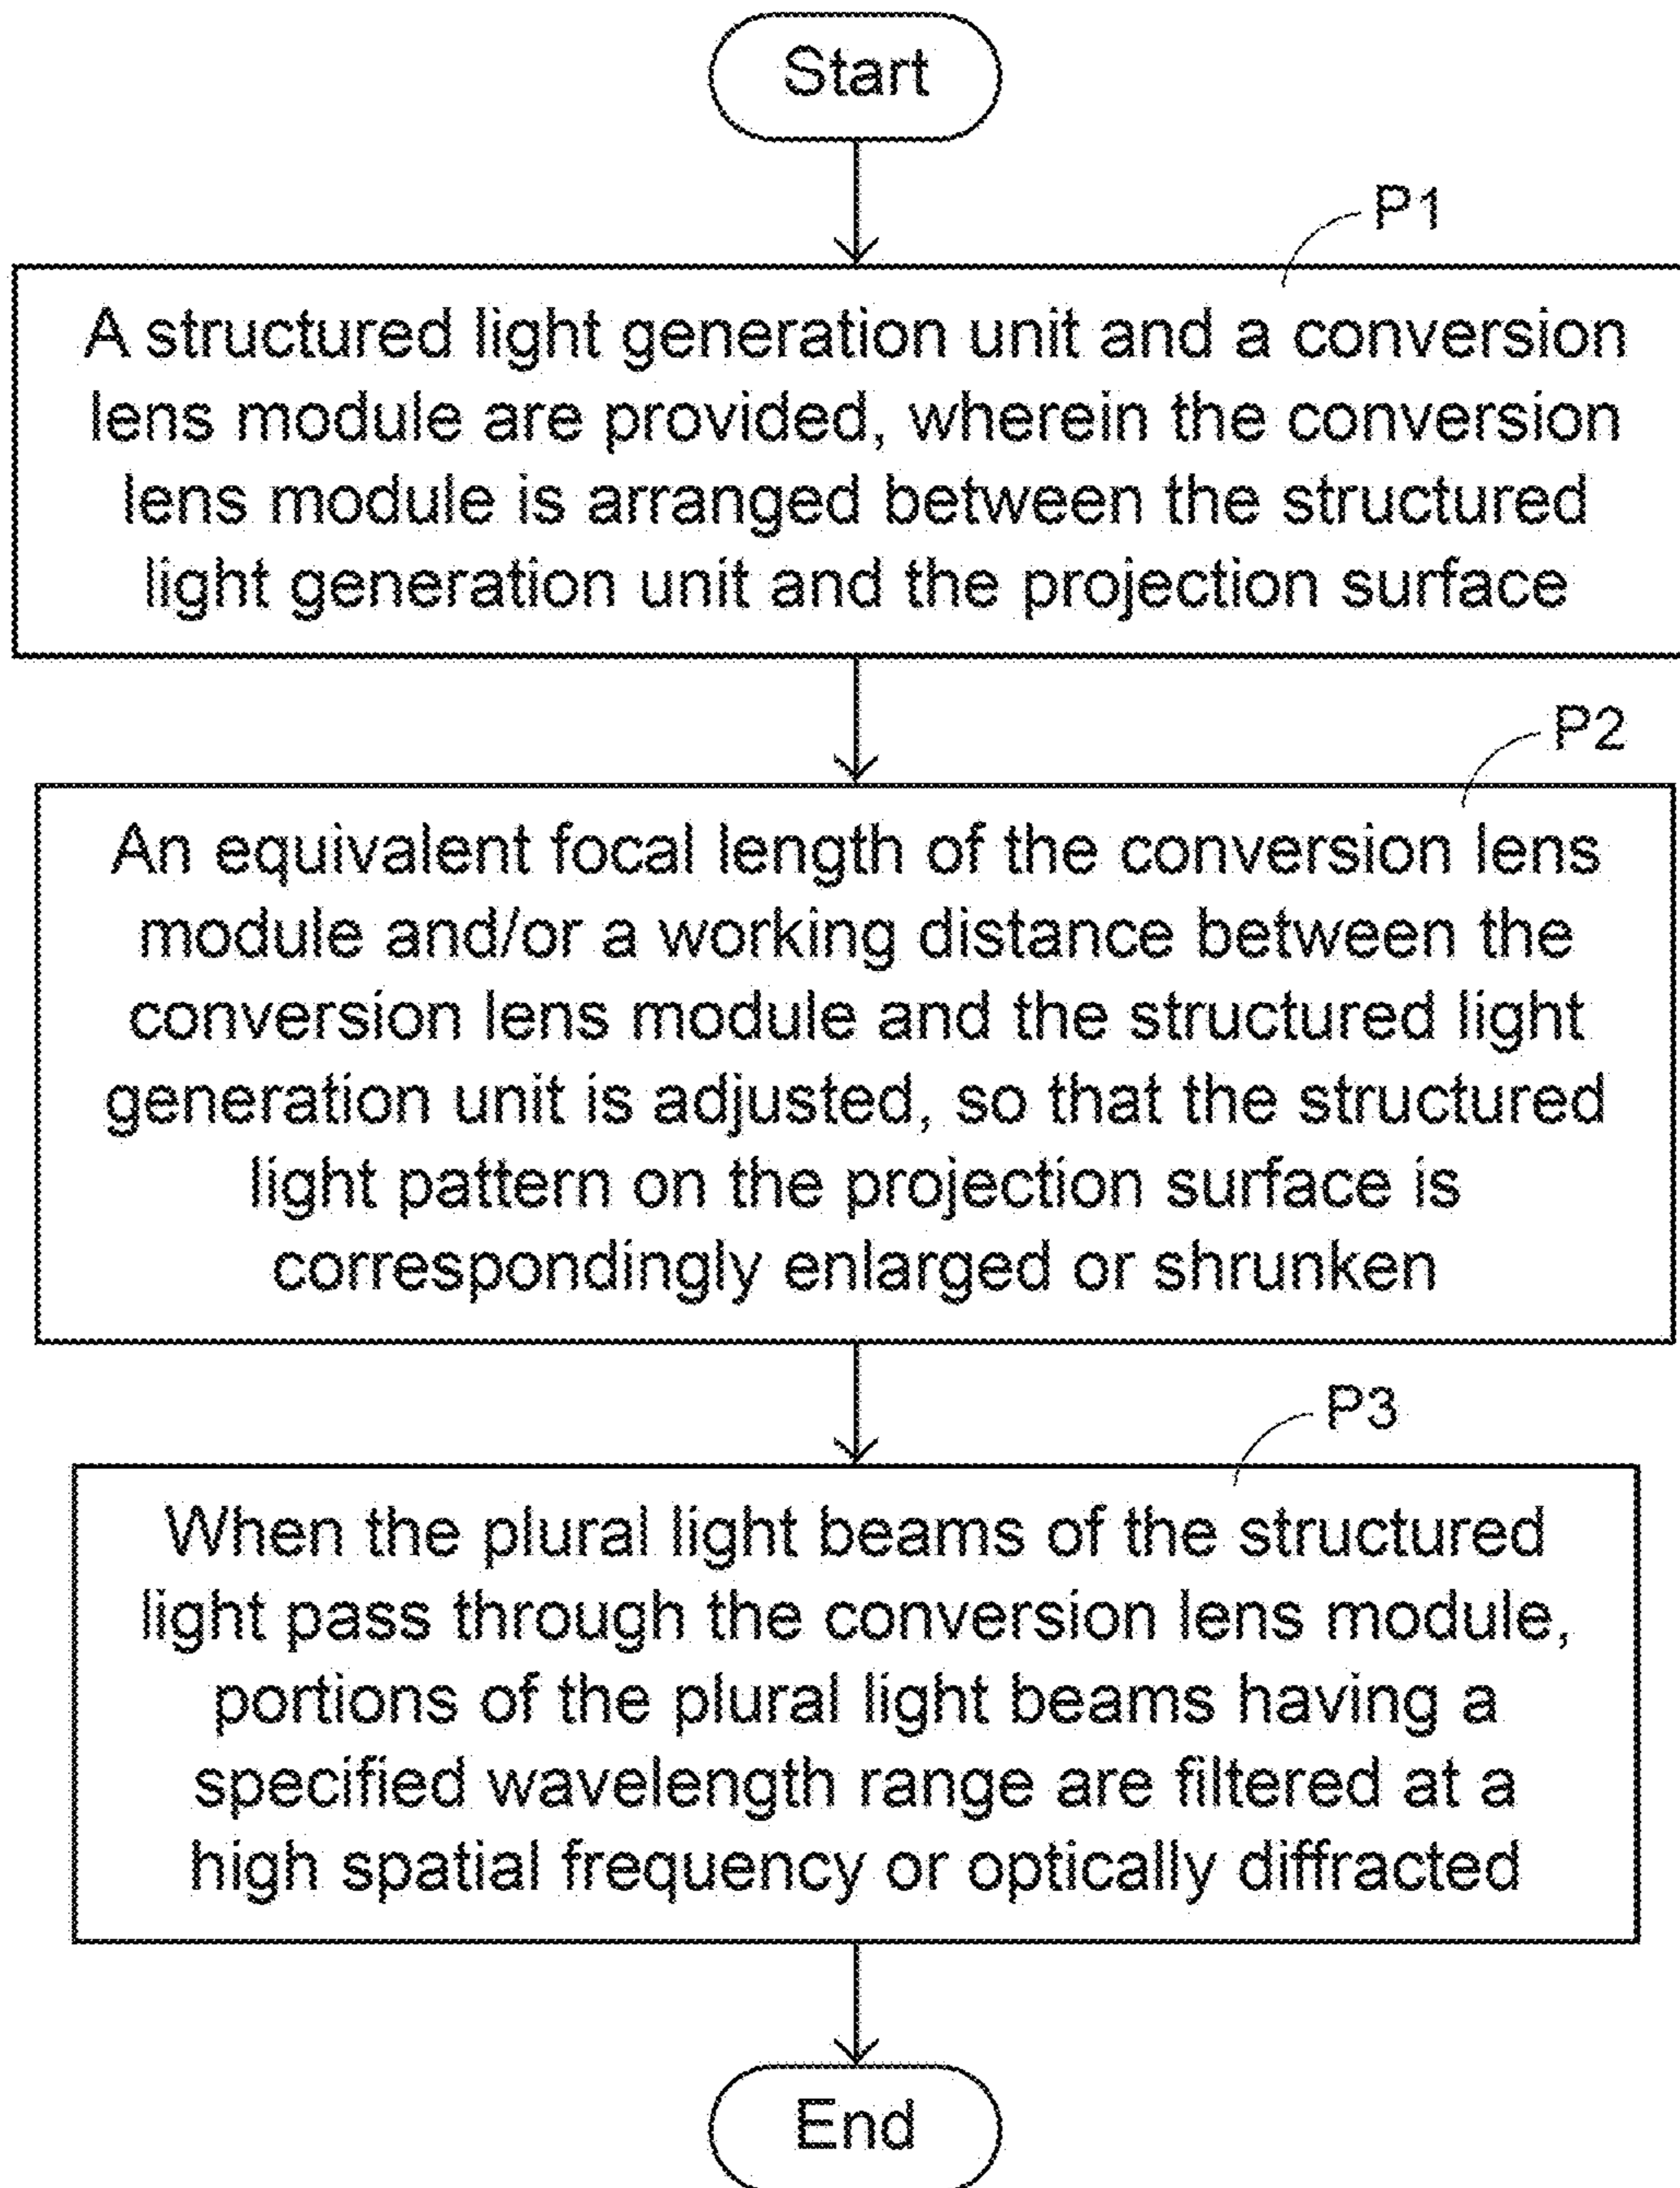 Start
P1
A structured light generation unit and a conversion
lens module are provided, wherein the conversion
lens module is arranged between the structured
light generation unit and the projection surface
P2
An equivalent focal length of the conversion lens
module and/or a working distance between the
conversion lens module and the structured light
generation unit is adjusted, so that the structured
light pattern on the projection surface is
correspondingly enlarged or shrunken
P3
When the plural light beams of the structured
light pass through the conversion lens module,
portions of the plural light beams having a
specified wavelength range are filtered at a
high spatial frequency or optically diffracted
End